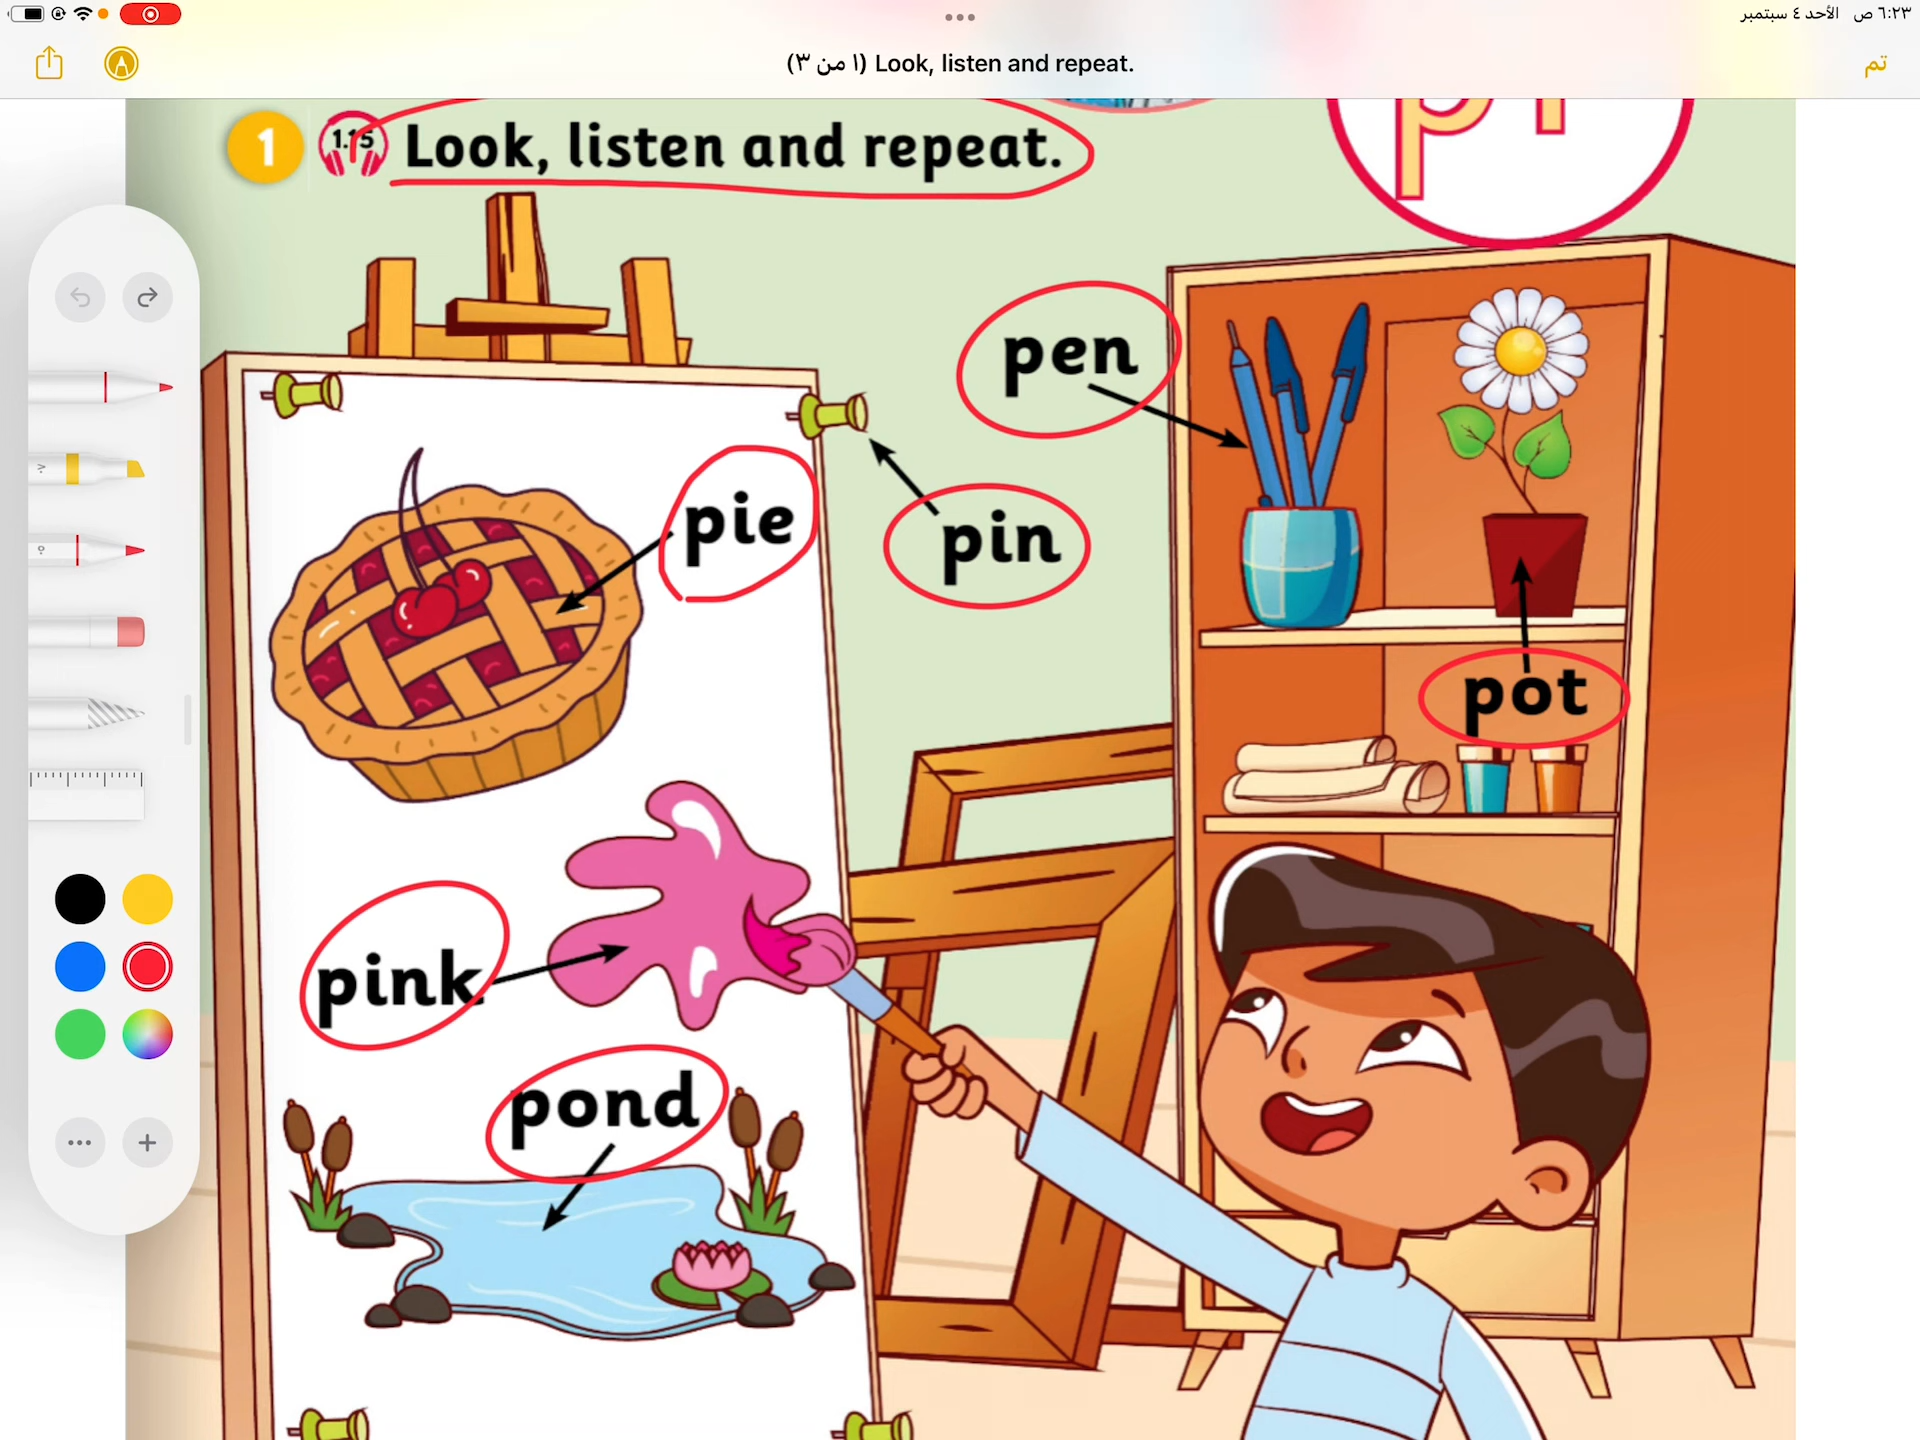 ٦:٢٣ ص الأحد ٤ سبتمبر
Look, listen and repeat. (١ من ٣)
تم
1 1.15 Look, listen and repeat.
pen
pie
pin
pot
pink
pond